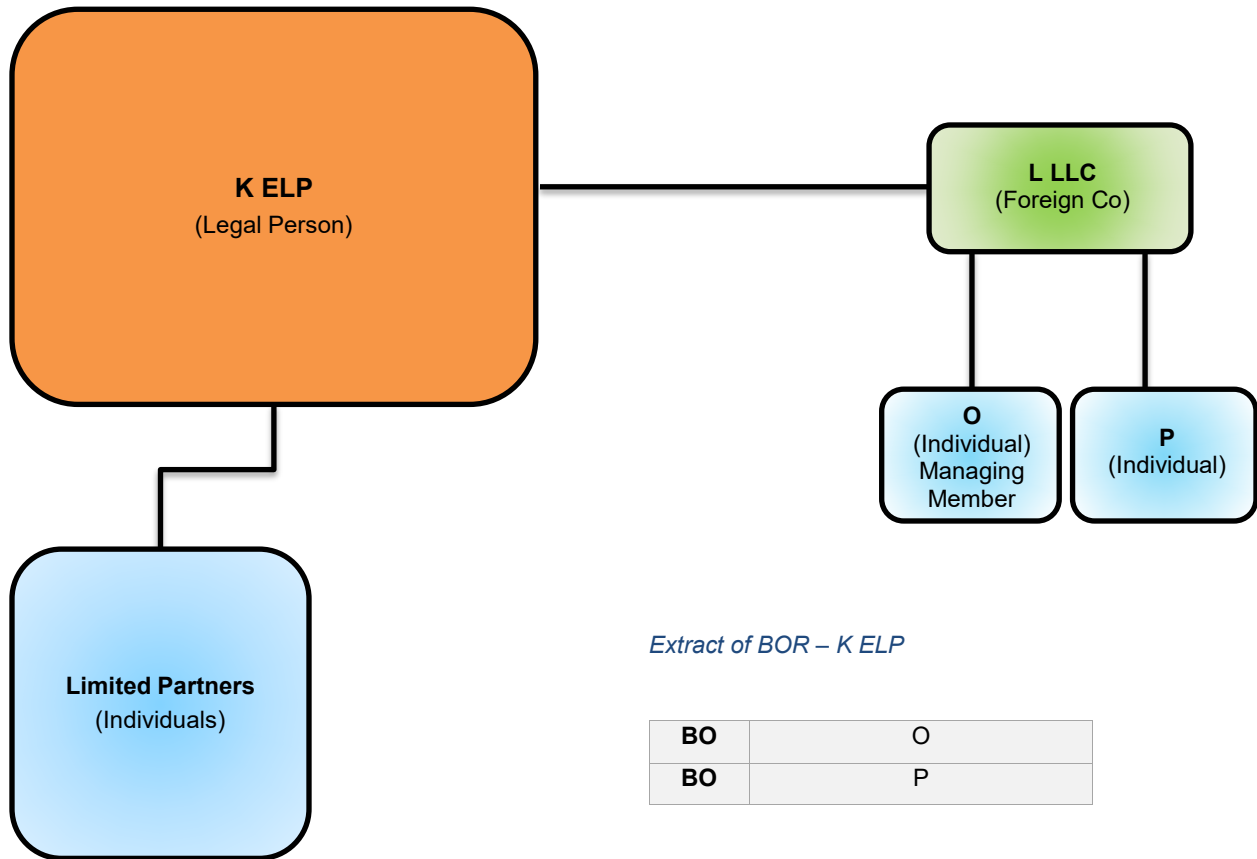 K ELP
(Legal Person)
L LLC
(Foreign Co)
O
(Individual)
Managing
Member
P
(Individual)
Limited Partners
(Individuals)
Extract of BOR – K ELP
BO O
BO P